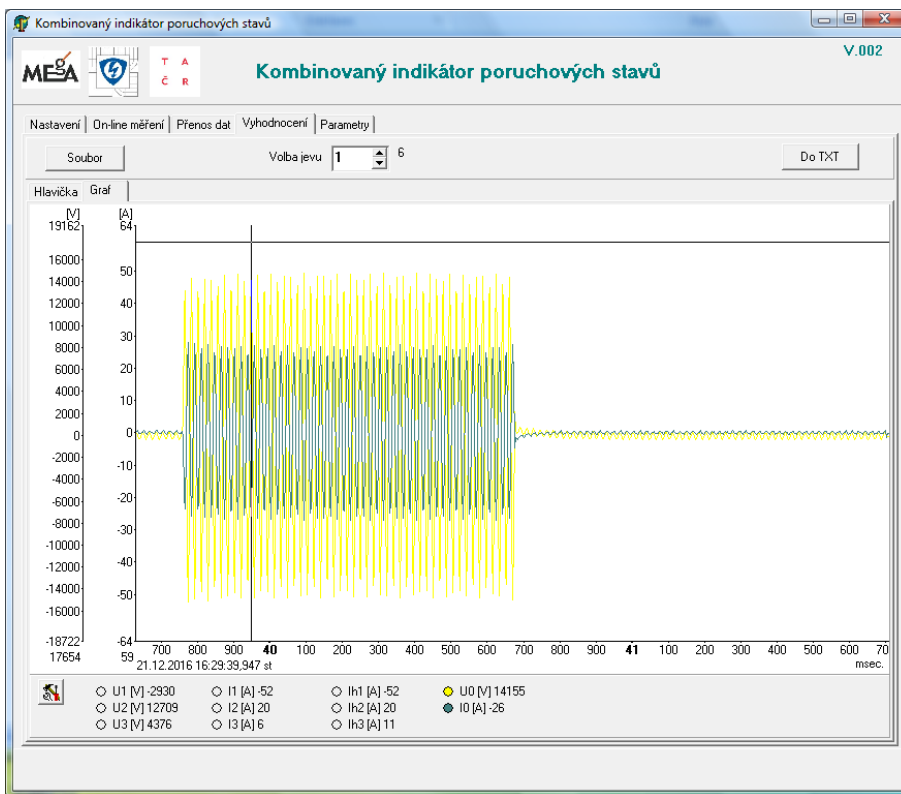 Kombinovaný indikátor poruchových stavů
MEgA
T A
Č R
Kombinovaný indikátor poruchových stavů
V.002
Nastavení On-line měření Přenos dat Vyhodnocení Parametry
Soubor Volba jevu 1 6 Do TXT
Hlavička Graf
[V] [A]
19162 64
16000
14000 50
12000 40
10000
8000 30
6000 20
4000
2000 10
0 0
-2000
-4000 -10
-6000 -20
-8000
-10000 -30
-12000 -40
-14000
-16000 -50
-18722 -64
17654 59
700 800 900 40 100 200 300 400 500 600 700 800 900 41 100 200 300 400 500 600 70
21.12.2016 16:29:39,947 st msec.
U1 [V] -2930 I1 [A] -52 Ih1 [A] -52 U0 [V] 14155
U2 [V] 12709 I2 [A] 20 Ih2 [A] 20 I0 [A] -26
U3 [V] 4376 I3 [A] 6 Ih3 [A] 11